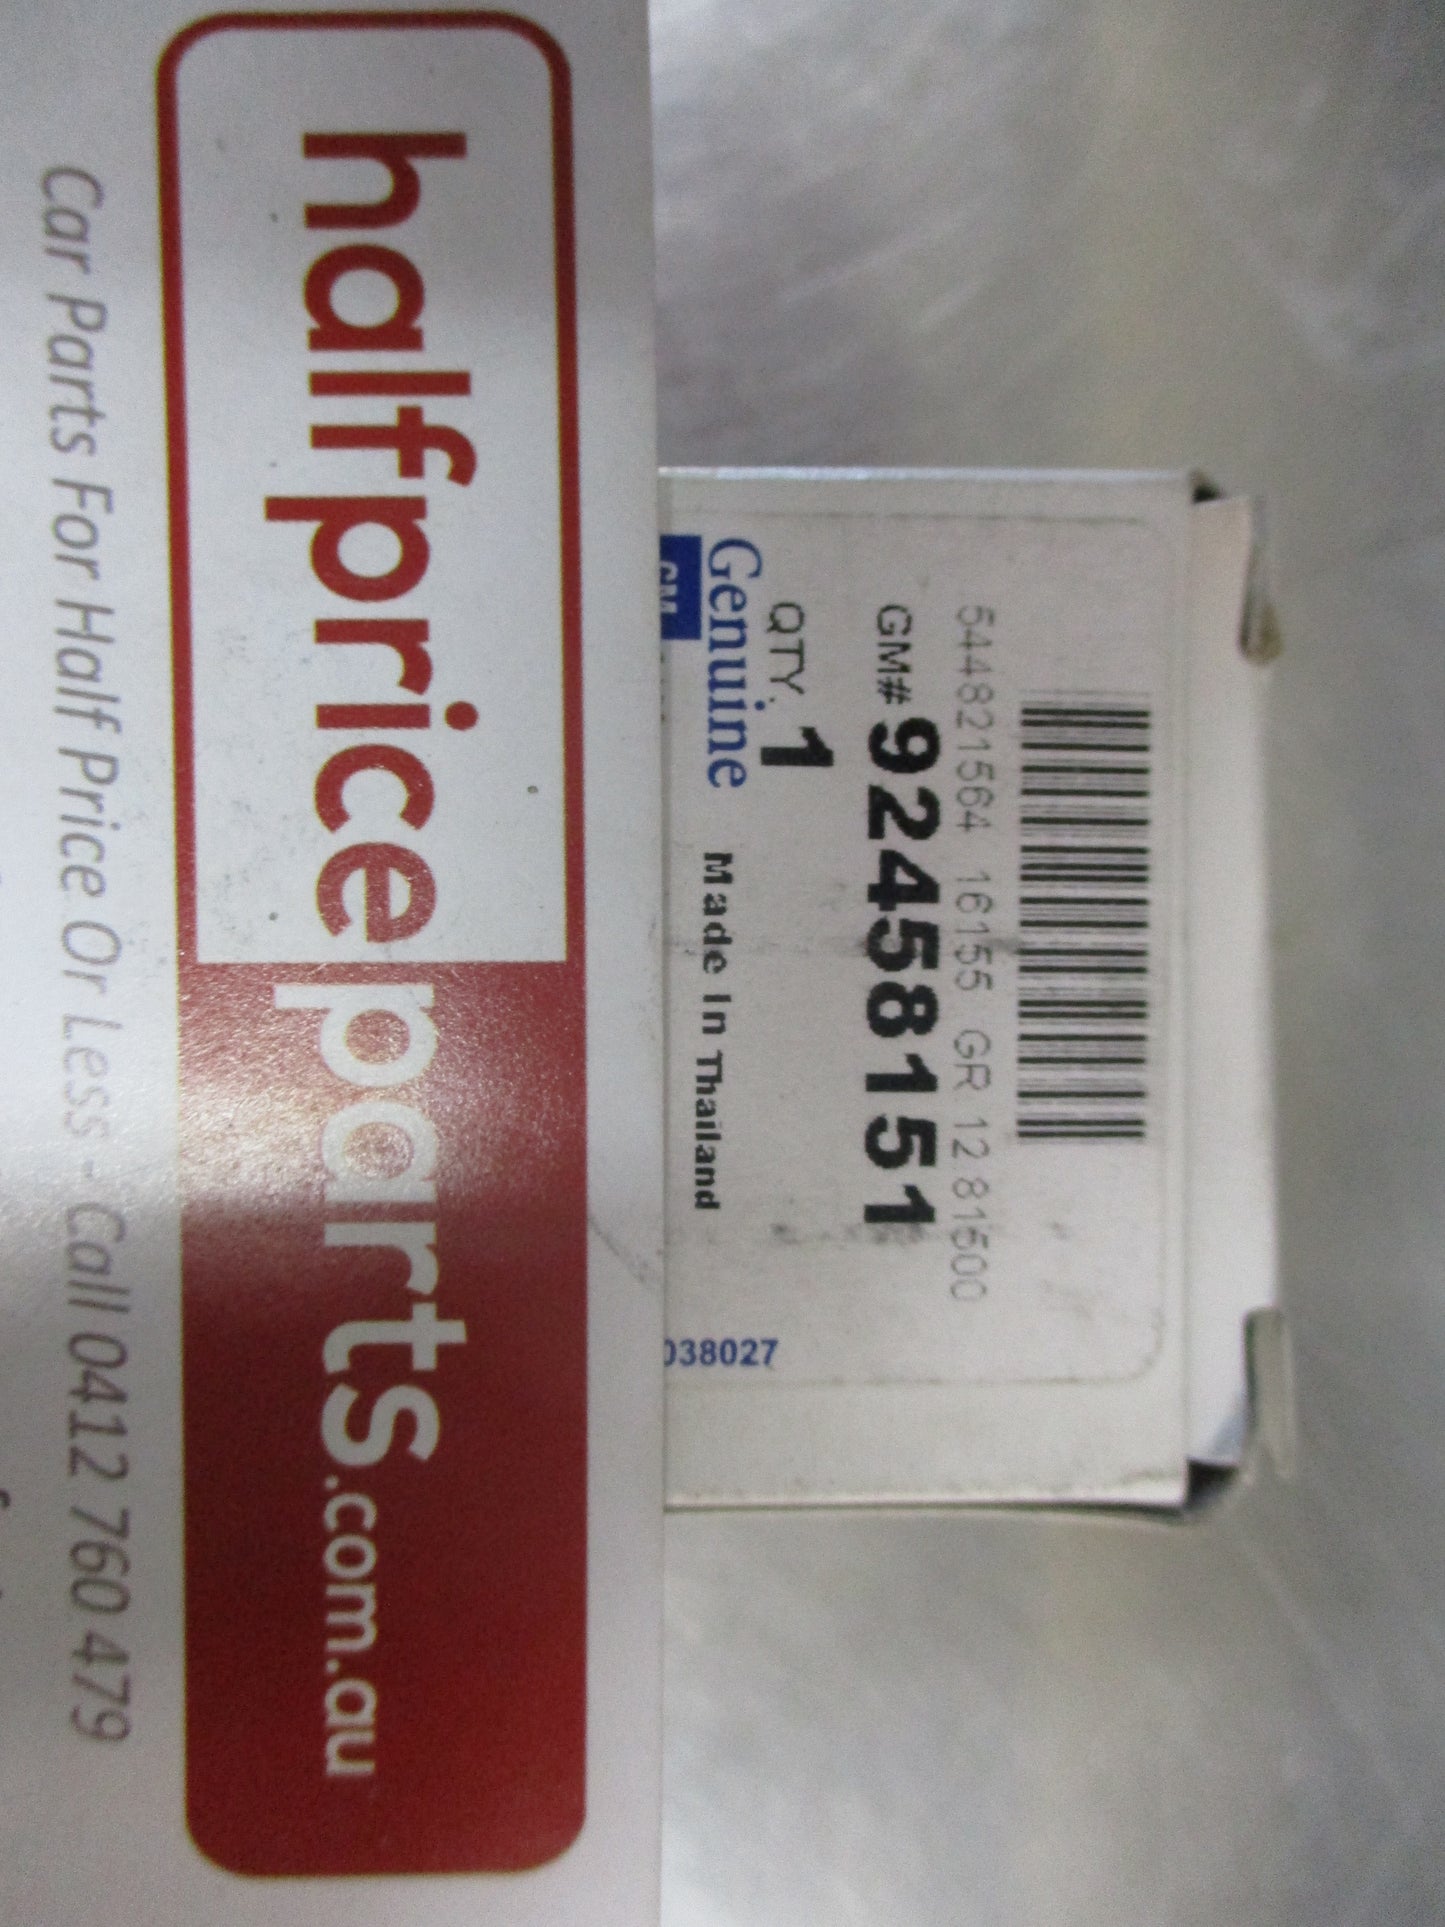 halfpriceparts.com.au
Car Parts For Half Price Or Less - Call 0412 760 479
544821564 16155 GR 12 81500
GM# 92458151
QTY. 1
Genuine Made In Thailand
038027
GM